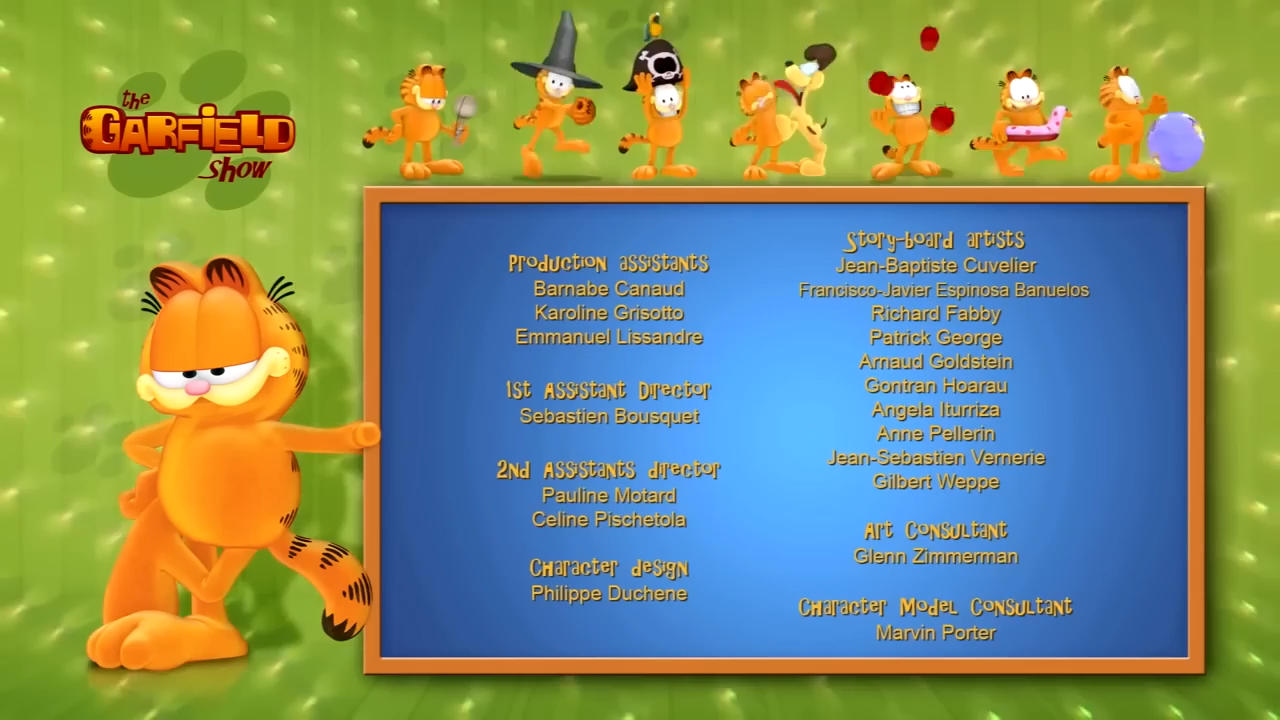 the
GARFiELD
show
Production assistants
Barnabe Canaud
Karoline Grisotto
Emmanuel Lissandre
1st Assistant Director
Sebastien Bousquet
2nd Assistants director
Pauline Motard
Celine Pischetola
Character design
Philippe Duchene
Story-board artists
Jean-Baptiste Cuvelier
Francisco-Javier Espinosa Banuelos
Richard Fabby
Patrick George
Arnaud Goldstein
Gontran Hoarau
Angela Iturriza
Anne Pellerin
Jean-Sebastien Vernerie
Gilbert Weppe
Art Consultant
Glenn Zimmerman
Character Model Consultant
Marvin Porter